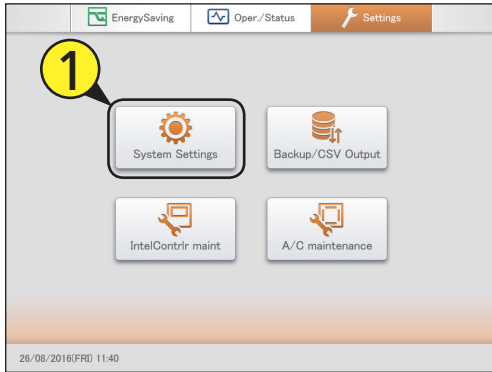 EnergySaving
Oper./Status
Settings
1
System Settings
Backup/CSV Output
IntelContrlr maint
A/C maintenance
26/08/2016(FRI) 11:40